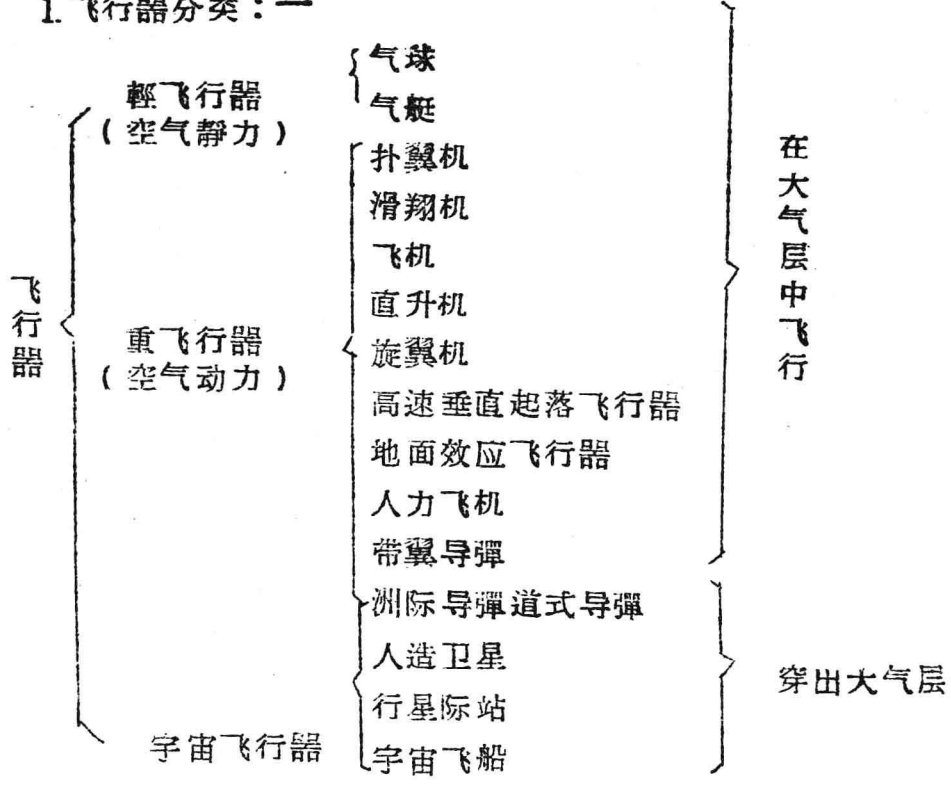 1. 飞行器分类：一
飞行器
輕飞行器
(空气靜力)
气球
气艇
重飞行器
(空气动力)
扑翼机
滑翔机
飞机
直升机
旋翼机
高速垂直起落飞行器
地面效应飞行器
人力飞机
带翼导彈
洲际导彈道式导彈
宇宙飞行器
人造卫星
行星际站
宇宙飞船
在大气层中飞行
穿出大气层